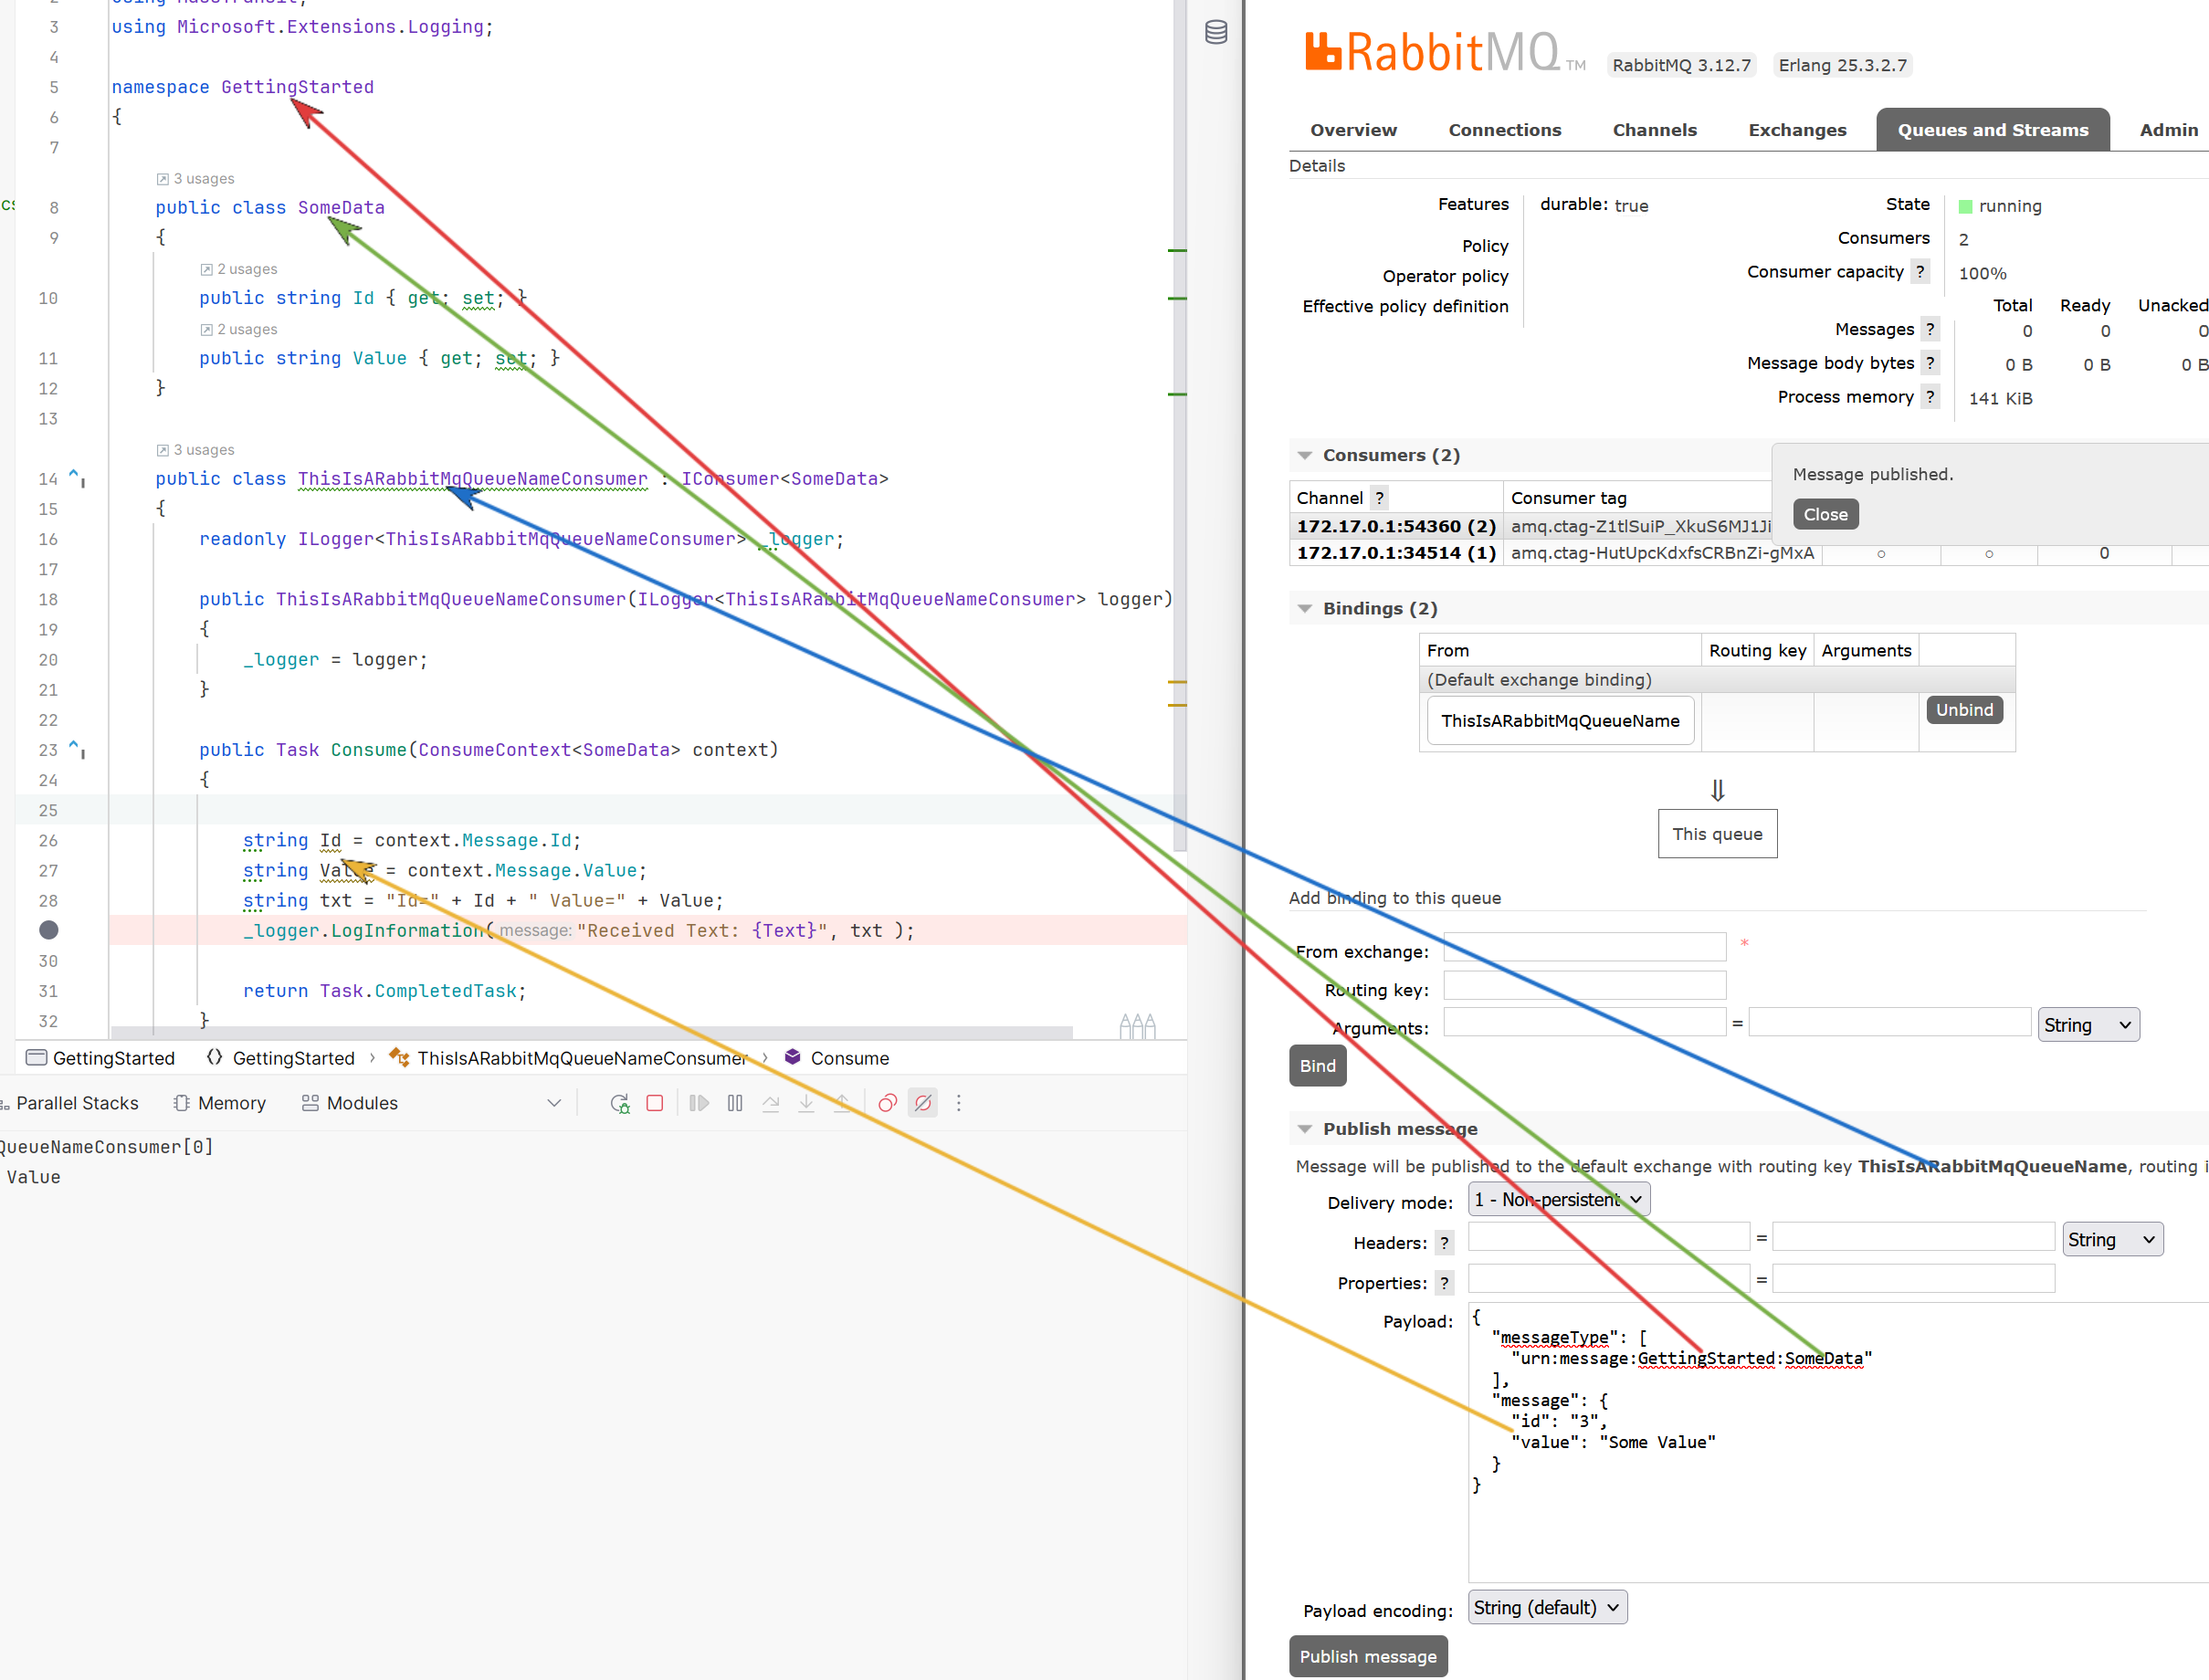 using MassTransit;
3 using Microsoft.Extensions.Logging;
4
5 namespace GettingStarted
6 {
7
3 usages
cs
8 public class SomeData
9 {
2 usages
10 public string Id { get; set; }
2 usages
11 public string Value { get; set; }
12 }
13
3 usages
14 public class ThisIsARabbitMqQueueNameConsumer : IConsumer<SomeData>
15 {
16 readonly ILogger<ThisIsARabbitMqQueueNameConsumer> _logger;
17
18 public ThisIsARabbitMqQueueNameConsumer(ILogger<ThisIsARabbitMqQueueNameConsumer> logger)
19 {
20 _logger = logger;
21 }
22
23 public Task Consume(ConsumeContext<SomeData> context)
24 {
25
26 string Id = context.Message.Id;
27 string Value = context.Message.Value;
28 string txt = "Id=" + Id + " Value=" + Value;
_logger.LogInformation( message: "Received Text: {Text}", txt );
30
31 return Task.CompletedTask;
32 }
GettingStarted GettingStarted › ThisIsARabbitMqQueueNameConsumer › Consume
Parallel Stacks Memory Modules
QueueNameConsumer[0]
Value
RabbitMQ TM RabbitMQ 3.12.7 Erlang 25.3.2.7
Overview Connections Channels Exchanges Queues and Streams Admin
Details
Features durable: true State running
Policy Consumers 2
Operator policy Consumer capacity ? 100%
Effective policy definition
Total Ready Unacked
Messages ? 0 0 0
Message body bytes ? 0 B 0 B 0 B
Process memory ? 141 KiB
Consumers (2)
Message published.
Close
Channel ? Consumer tag
172.17.0.1:54360 (2) amq.ctag-Z1tlSuiP_XkuS6MJ1Ji
172.17.0.1:34514 (1) amq.ctag-HutUpcKdxfsCRBnZi-gMxA ○ ○ 0
Bindings (2)
From Routing key Arguments
(Default exchange binding)
ThisIsARabbitMqQueueName Unbind
⇓
This queue
Add binding to this queue
From exchange: *
Routing key:
Arguments: = String
Bind
Publish message
Message will be published to the default exchange with routing key ThisIsARabbitMqQueueName, routing i
Delivery mode: 1 - Non-persistent
Headers: ? = String
Properties: ? =
Payload: {
"messageType": [
"urn:message:GettingStarted:SomeData"
],
"message": {
"id": "3",
"value": "Some Value"
}
}
Payload encoding: String (default)
Publish message